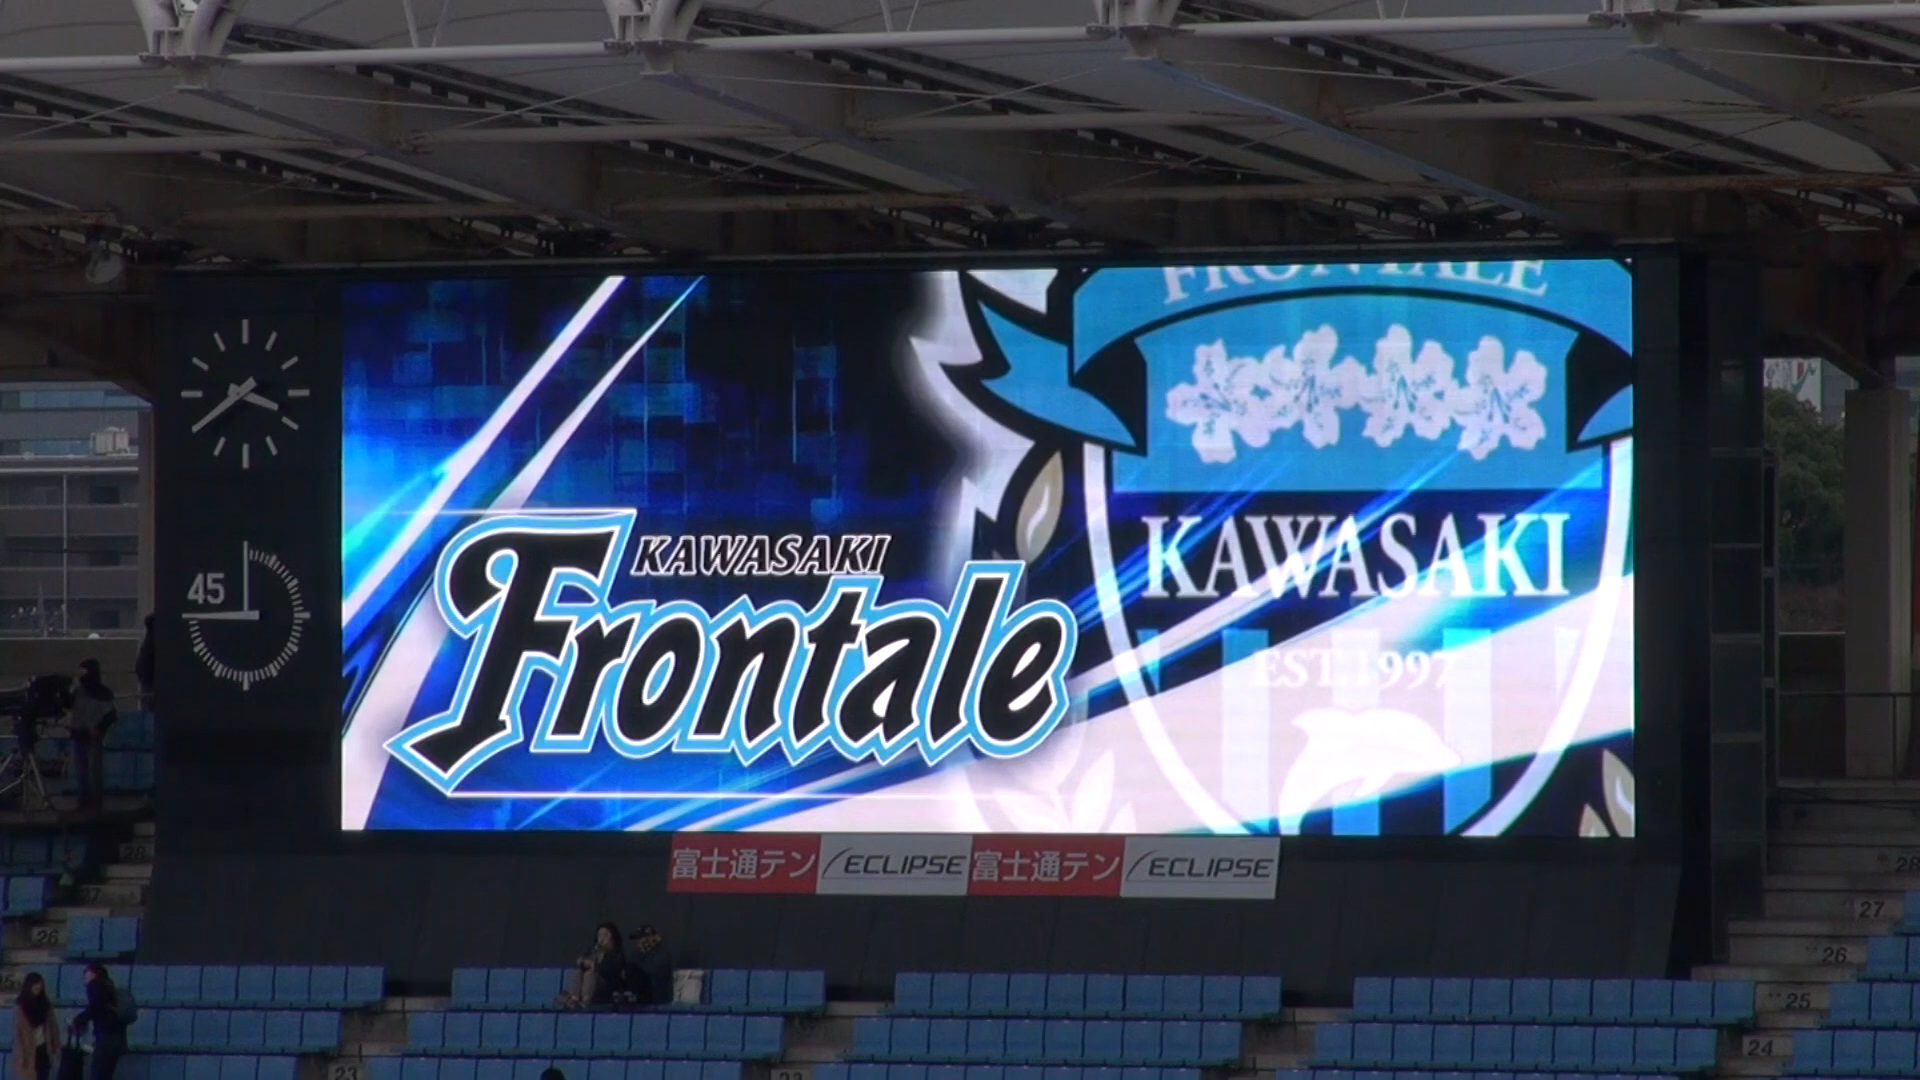 FRONTALE
KAWASAKI
Frontale
KAWASAKI
EST.1997
45
富士通テン ECLIPSE 富士通テン ECLIPSE
28
27
26
25
24
23
28
26